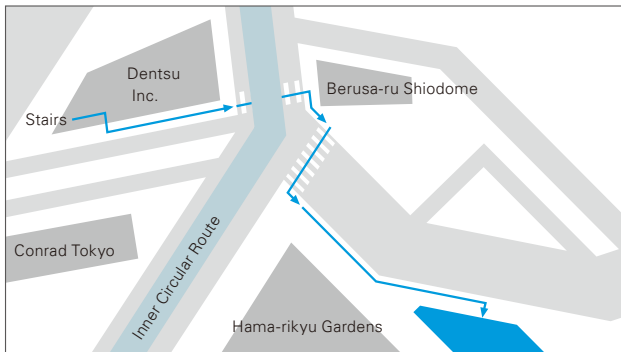 Dentsu
Inc.
Berusa-ru Shiodome
Stairs
Conrad Tokyo
Inner Circular Route
Hama-rikyu Gardens